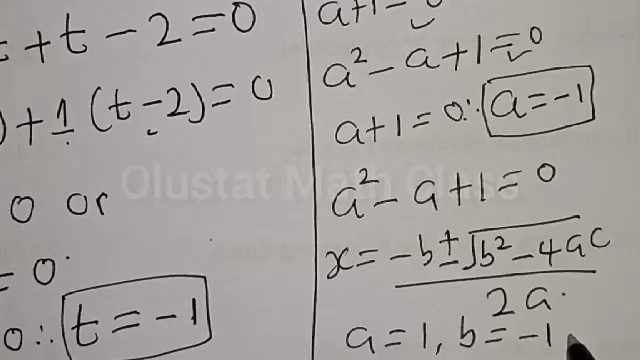 + t - 2 = 0
) + 1 (t - 2) = 0
0 or
= 0.
0 ∴ t = -1
a + 1 = 0
a² - a + 1 = 0
a + 1 = 0 ∴ a = -1
a² - a + 1 = 0
x = -b ± √b² - 4ac
2a.
a = 1, b = -1
Olustat Math Class